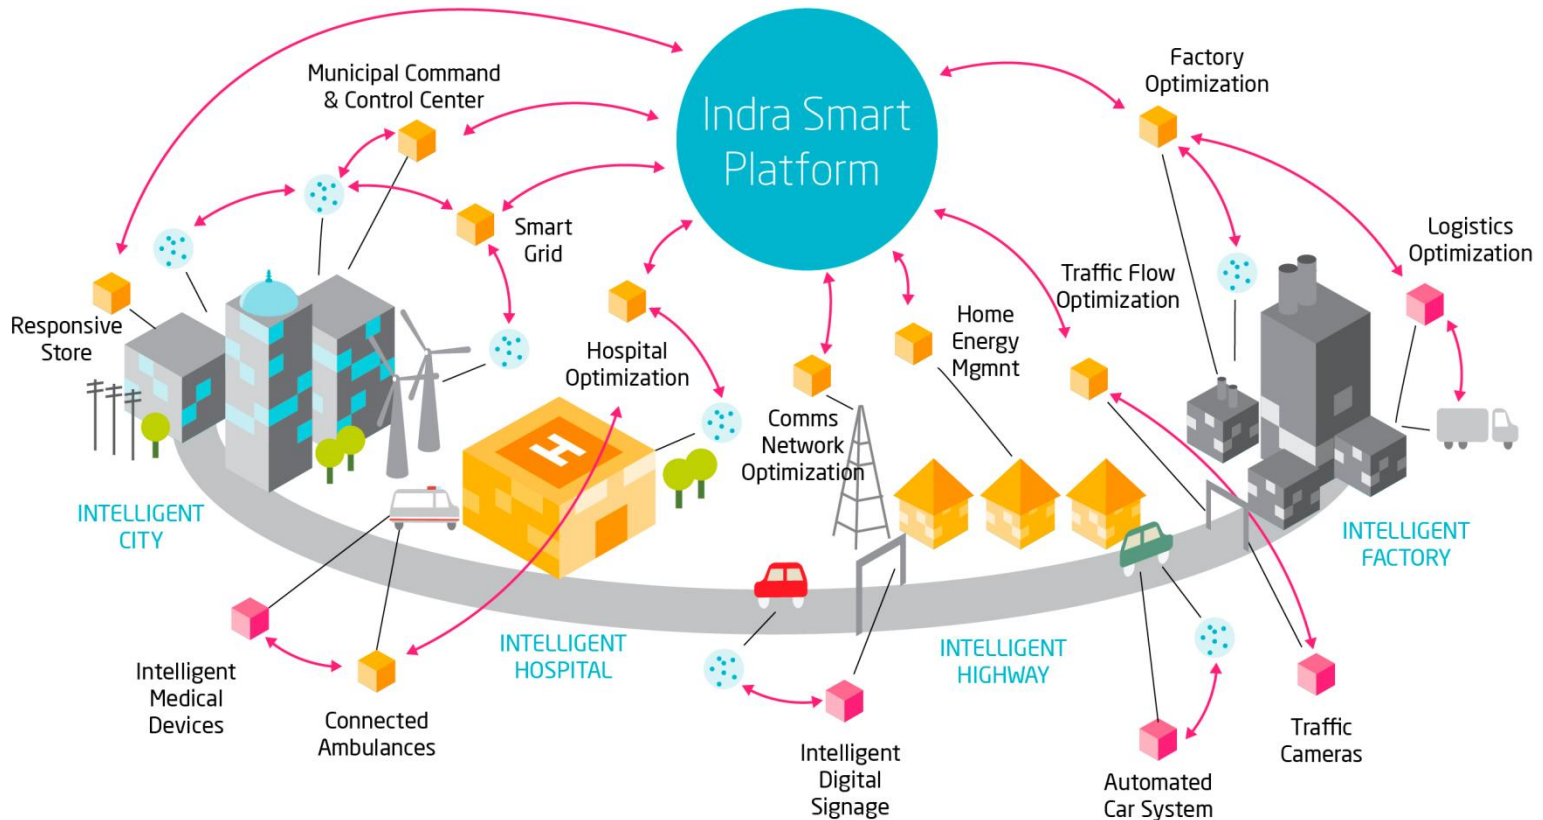 Indra Smart
Platform
Municipal Command
& Control Center
Factory
Optimization
Smart
Grid
Logistics
Optimization
Traffic Flow
Optimization
Responsive
Store
Hospital
Optimization
Home
Energy
Mgmnt
Comms
Network
Optimization
INTELLIGENT
CITY
H
INTELLIGENT
FACTORY
INTELLIGENT
HOSPITAL
INTELLIGENT
HIGHWAY
Intelligent
Medical
Devices
Connected
Ambulances
Intelligent
Digital
Signage
Automated
Car System
Traffic
Cameras